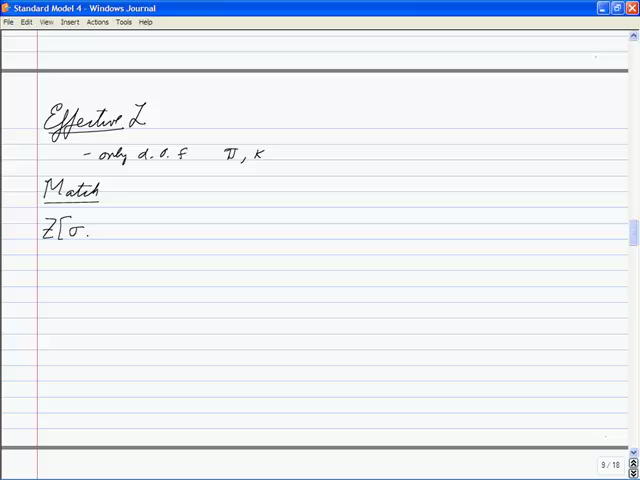 Standard Model 4 - Windows Journal
File Edit View Insert Actions Tools Help
Effective L
- only d.o.f π, K
Match
Z[σ.
9 / 18